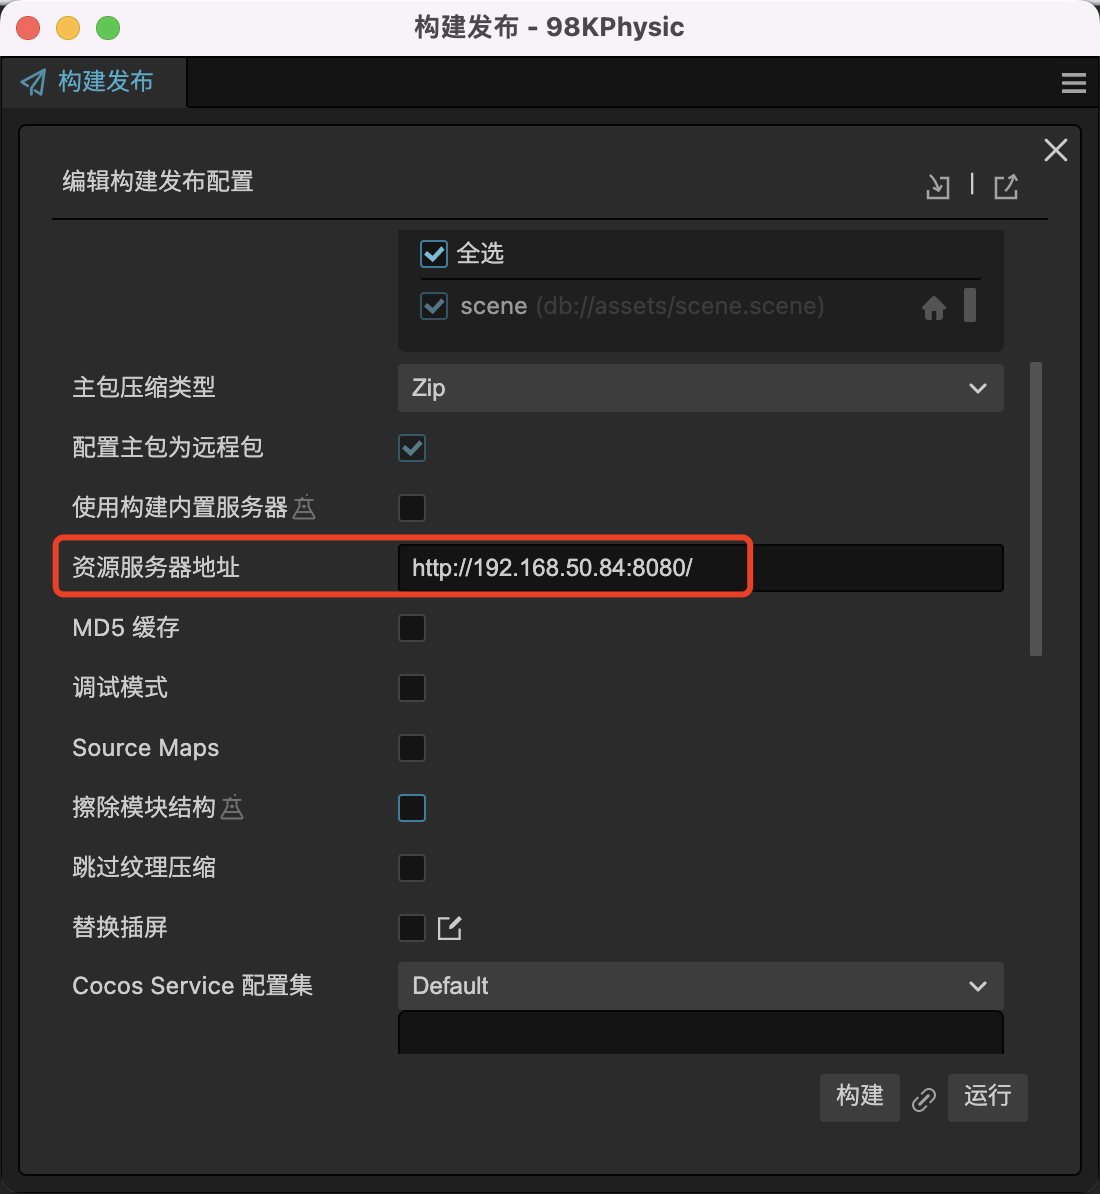 构建发布 - 98KPhysic
构建发布
编辑构建发布配置
全选
scene (db://assets/scene.scene)
主包压缩类型 Zip
配置主包为远程包
使用构建内置服务器
资源服务器地址 http://192.168.50.84:8080/
MD5 缓存
调试模式
Source Maps
擦除模块结构
跳过纹理压缩
替换插屏
Cocos Service 配置集 Default
构建 运行